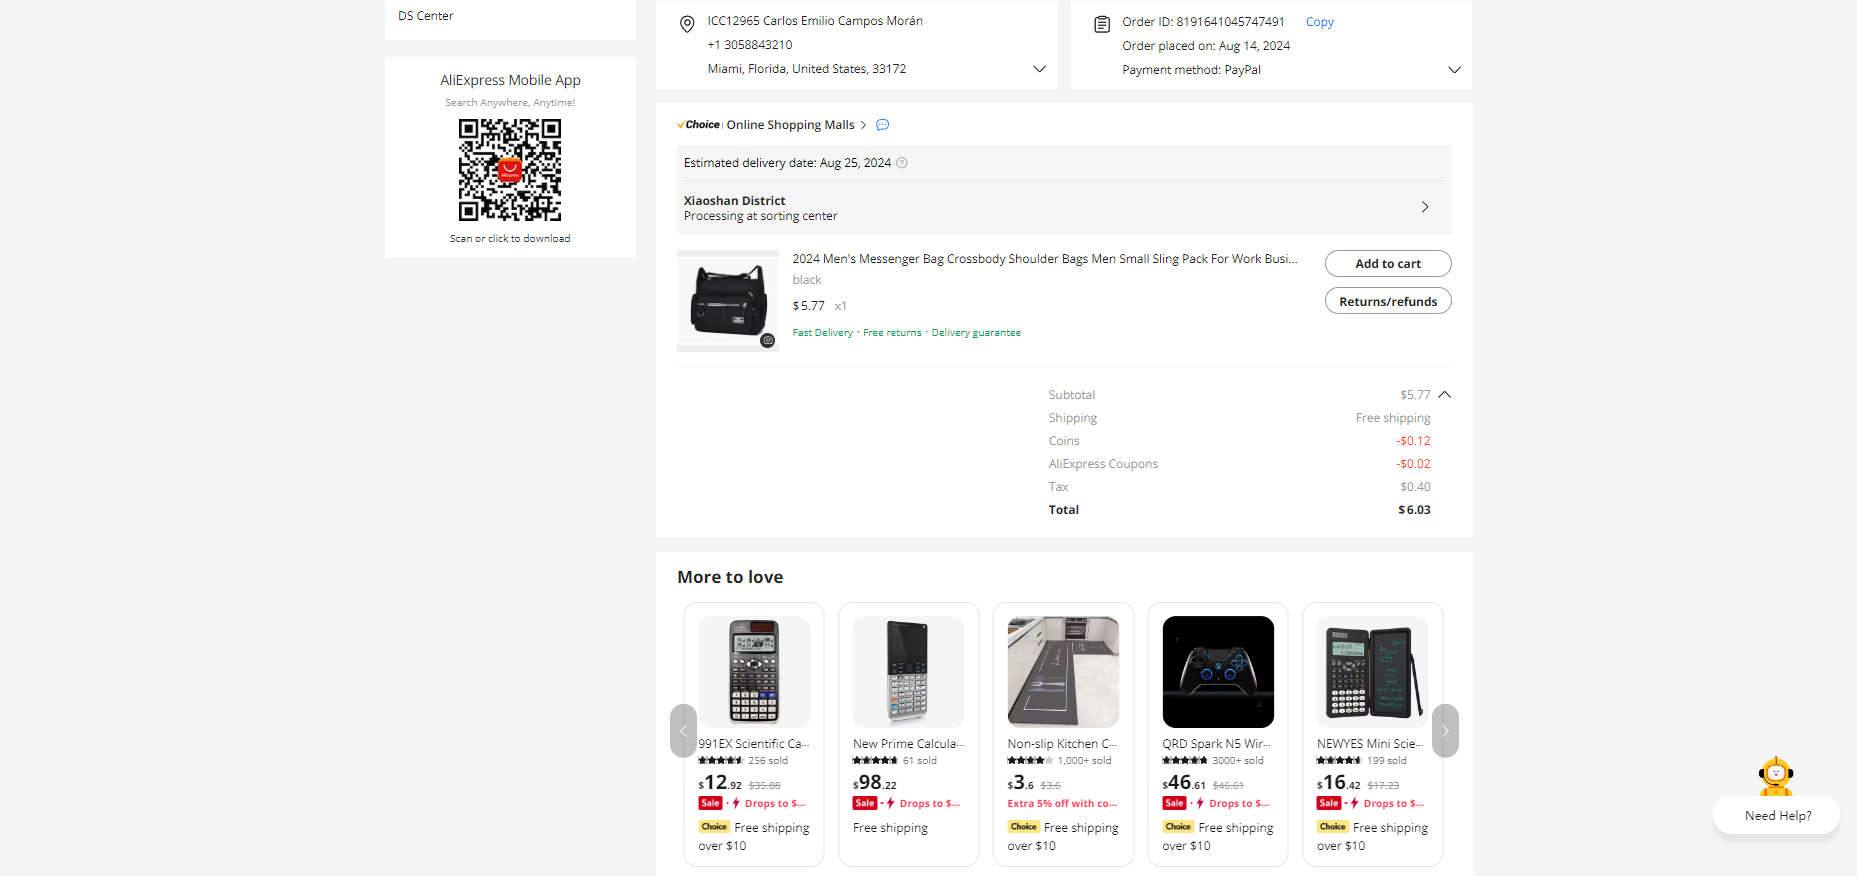 DS Center
AliExpress Mobile App
Search Anywhere, Anytime!
AliExpress
Scan or click to download
ICC12965 Carlos Emilio Campos Morán
+1 3058843210
Miami, Florida, United States, 33172
Order ID: 8191641045747491 Copy
Order placed on: Aug 14, 2024
Payment method: PayPal
Choice Online Shopping Malls
Estimated delivery date: Aug 25, 2024
Xiaoshan District
Processing at sorting center
2024 Men's Messenger Bag Crossbody Shoulder Bags Men Small Sling Pack For Work Busi...
black
$5.77 x1
Fast Delivery · Free returns · Delivery guarantee
Add to cart
Returns/refunds
Subtotal $5.77
Shipping Free shipping
Coins -$0.12
AliExpress Coupons -$0.02
Tax $0.40
Total $6.03
More to love
991EX Scientific Ca...
256 sold
$12.92 $35.88
Sale · Drops to $...
Choice Free shipping
over $10
New Prime Calcula...
61 sold
$98.22
Sale · Drops to $...
Free shipping
Non-slip Kitchen C...
1,000+ sold
$3.6 $3.6
Extra 5% off with co...
Choice Free shipping
over $10
QRD Spark N5 Wir...
3000+ sold
$46.61 $46.61
Sale · Drops to $...
Choice Free shipping
over $10
NEWYES Mini Scie...
199 sold
$16.42 $17.23
Sale · Drops to $...
Choice Free shipping
over $10
Need Help?